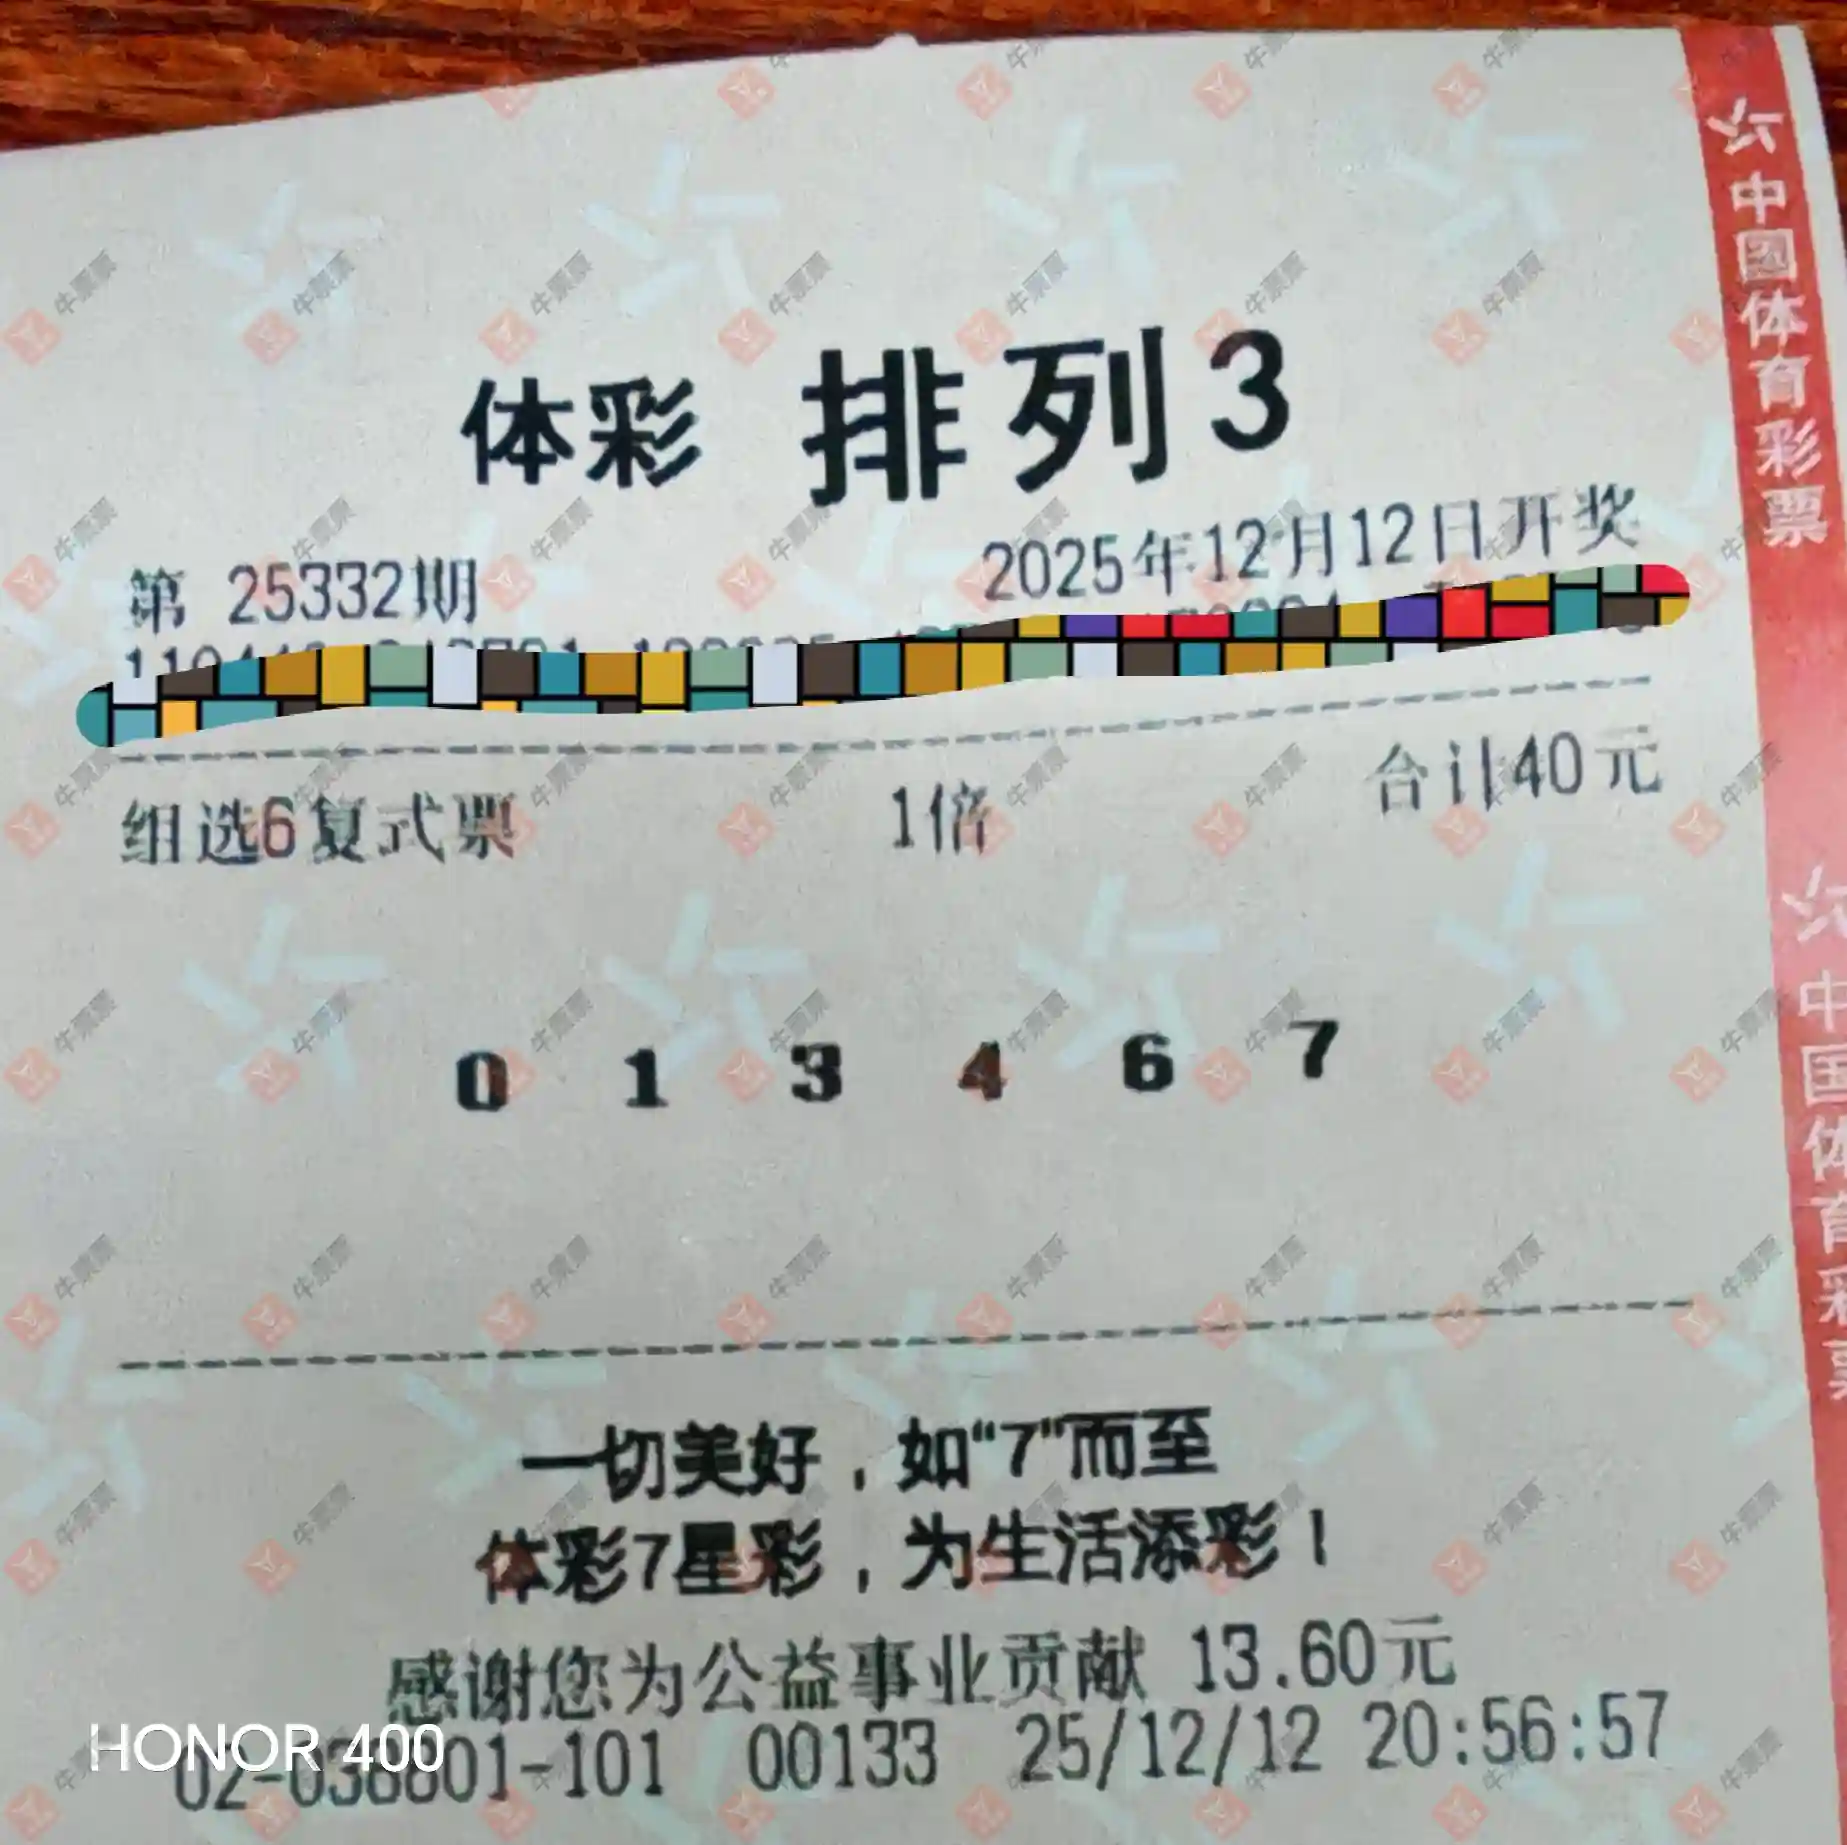 体彩 排列3
第 25332期 2025年12月12日开奖
组选6复式票 1倍 合计40元
0 1 3 4 6 7
一切美好，如“7”而至
体彩7星彩，为生活添彩！
感谢您为公益事业贡献 13.60元
02-038801-101 00133 25/12/12 20:56:57
HONOR 400
中国体育彩票
中国体育彩票
牛票票